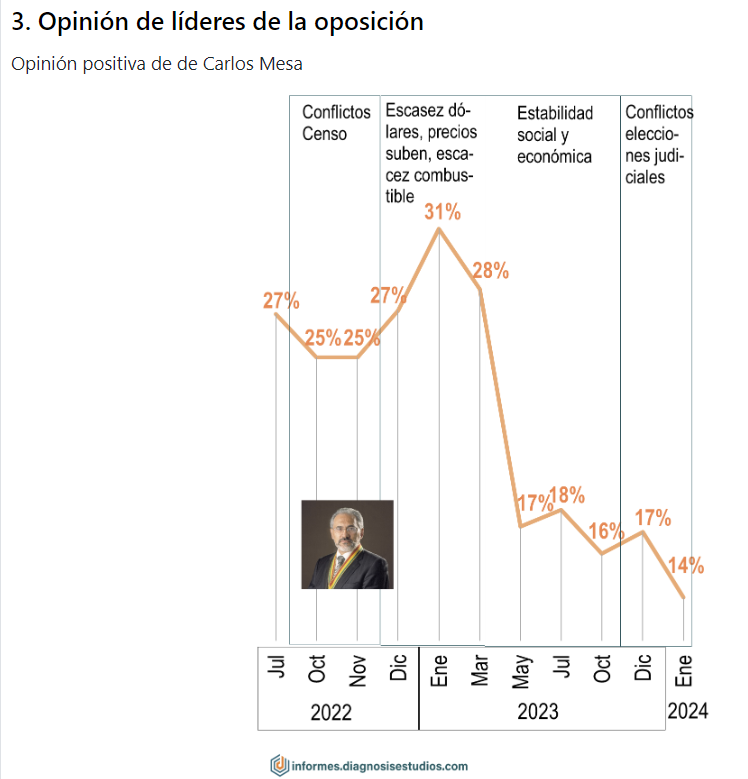 3. Opinión de líderes de la oposición
Opinión positiva de de Carlos Mesa
Conflictos
Censo
Escasez dó-
lares, precios
suben, esca-
cez combus-
tible
Estabilidad
social y
económica
Conflictos
eleccio-
nes judi-
ciales
27%
25%
25%
27%
31%
28%
17%
18%
16%
17%
14%
Jul
Oct
Nov
Dic
Ene
Mar
May
Jul
Oct
Dic
Ene
2022
2023
2024
informes.diagnosisestudios.com